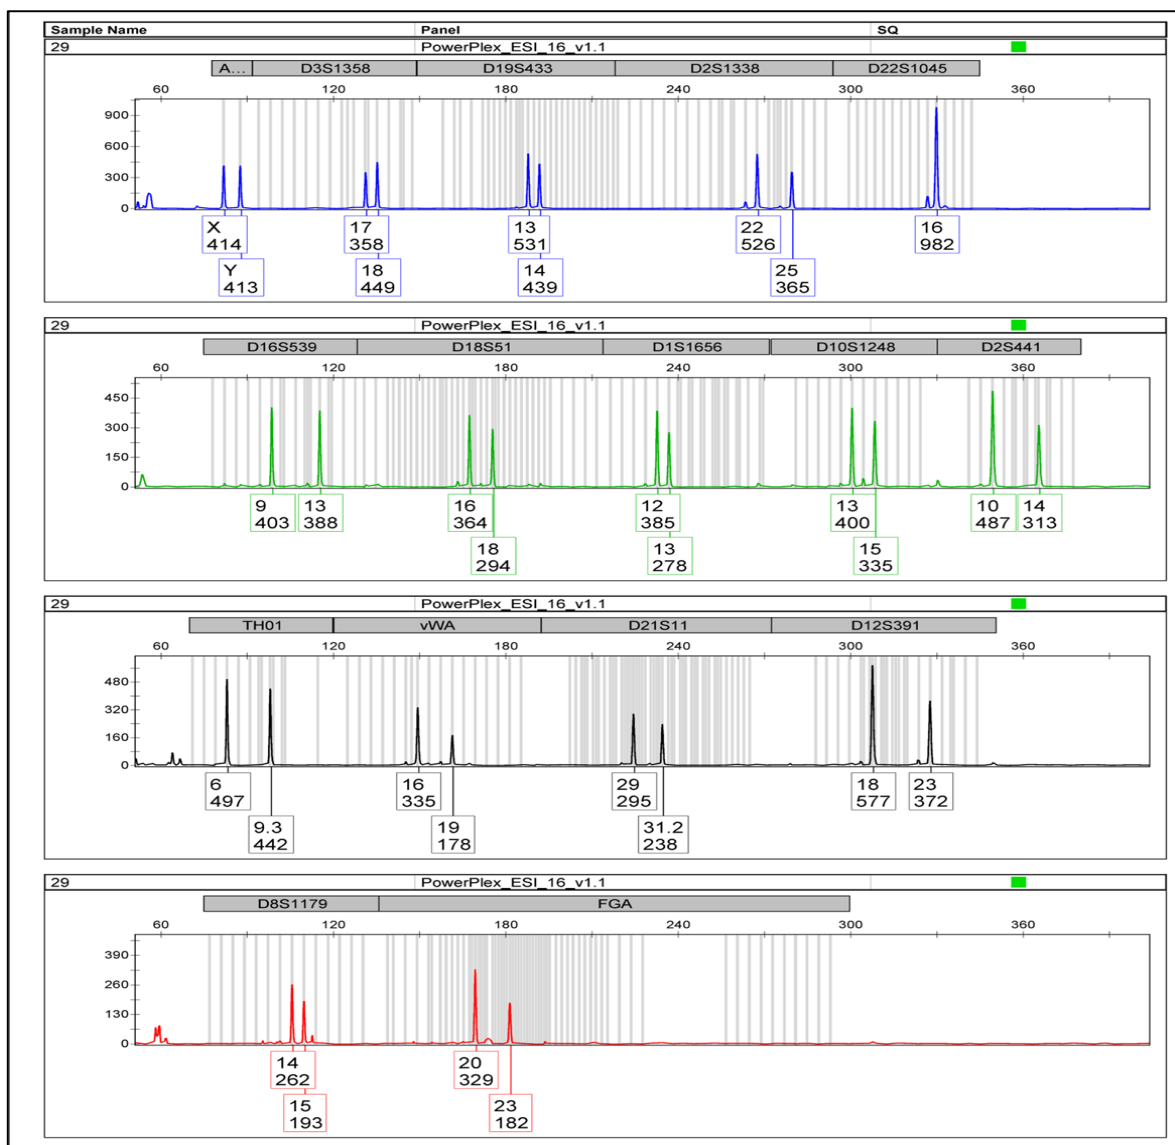 Sample Name Panel SQ
29 PowerPlex_ESI_16_v1.1
A... D3S1358 D19S433 D2S1338 D22S1045
60 120 180 240 300 360
900
600
300
0
X 17 13 22 16
414 358 531 526 982
Y 18 14 25
413 449 439 365
29 PowerPlex_ESI_16_v1.1
D16S539 D18S51 D1S1656 D10S1248 D2S441
60 120 180 240 300 360
450
300
150
0
9 13 16 12 13 10 14
403 388 364 385 400 487 313
18 13 15
294 278 335
29 PowerPlex_ESI_16_v1.1
TH01 vWA D21S11 D12S391
60 120 180 240 300 360
480
320
160
0
6 16 29 18 23
497 335 295 577 372
9.3 19 31.2
442 178 238
29 PowerPlex_ESI_16_v1.1
D8S1179 FGA
60 120 180 240 300 360
390
260
130
0
14 20
262 329
15 23
193 182